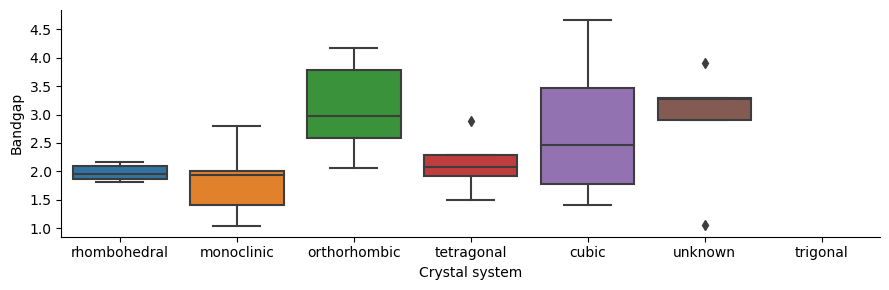 Bandgap
4.5
4.0
3.5
3.0
2.5
2.0
1.5
1.0
rhombohedral monoclinic orthorhombic tetragonal cubic unknown trigonal
Crystal system